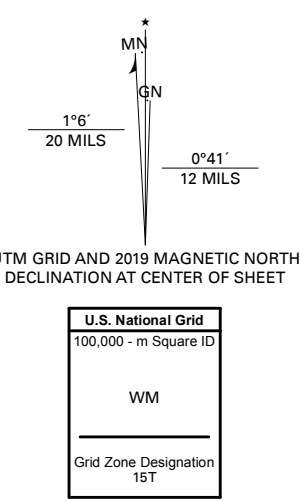 MN
GN
1°6´
20 MILS
0°41´
12 MILS
UTM GRID AND 2019 MAGNETIC NORTH
DECLINATION AT CENTER OF SHEET
U.S. National Grid
100,000 - m Square ID
WM
Grid Zone Designation
15T